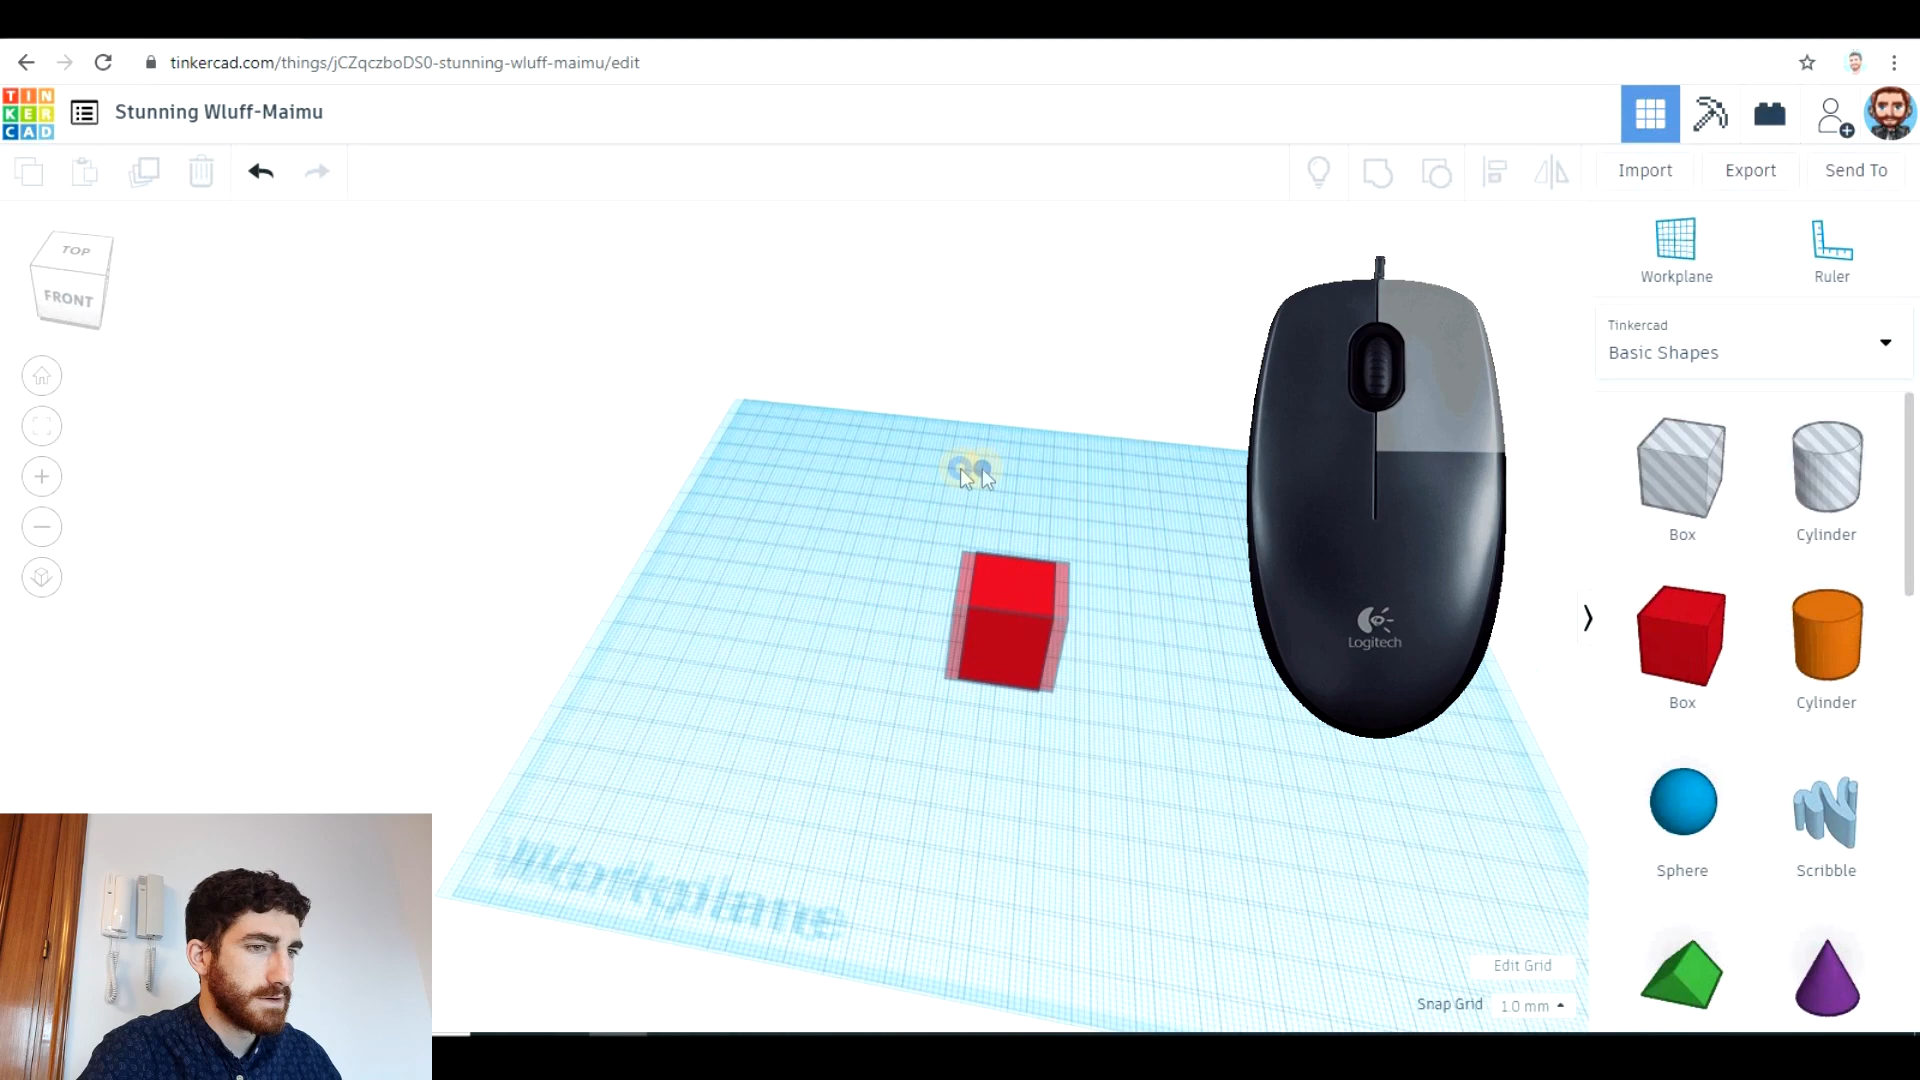 tinkercad.com/things/jCZqczboDS0-stunning-wluff-maimu/edit
TIN
KER
CAD
Stunning Wluff-Maimu
Import
Export
Send To
TOP
FRONT
Workplane
Ruler
Tinkercad
Basic Shapes
Box
Cylinder
Box
Cylinder
Sphere
Scribble
Logitech
Workplane
Edit Grid
Snap Grid
1.0 mm